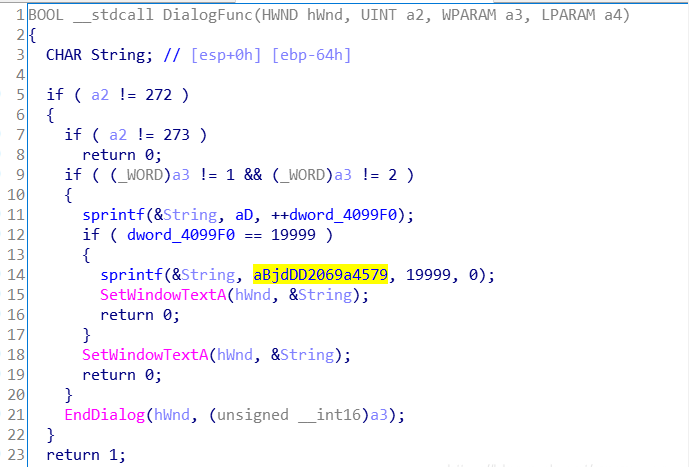 1 BOOL __stdcall DialogFunc(HWND hWnd, UINT a2, WPARAM a3, LPARAM a4)
2 {
3   CHAR String; // [esp+0h] [ebp-64h]
4
5   if ( a2 != 272 )
6   {
7     if ( a2 != 273 )
8       return 0;
9     if ( (_WORD)a3 != 1 && (_WORD)a3 != 2 )
10     {
11       sprintf(&String, aD, ++dword_4099F0);
12       if ( dword_4099F0 == 19999 )
13       {
14         sprintf(&String, aBjdDD2069a4579, 19999, 0);
15         SetWindowTextA(hWnd, &String);
16         return 0;
17       }
18       SetWindowTextA(hWnd, &String);
19       return 0;
20     }
21     EndDialog(hWnd, (unsigned __int16)a3);
22   }
23   return 1;